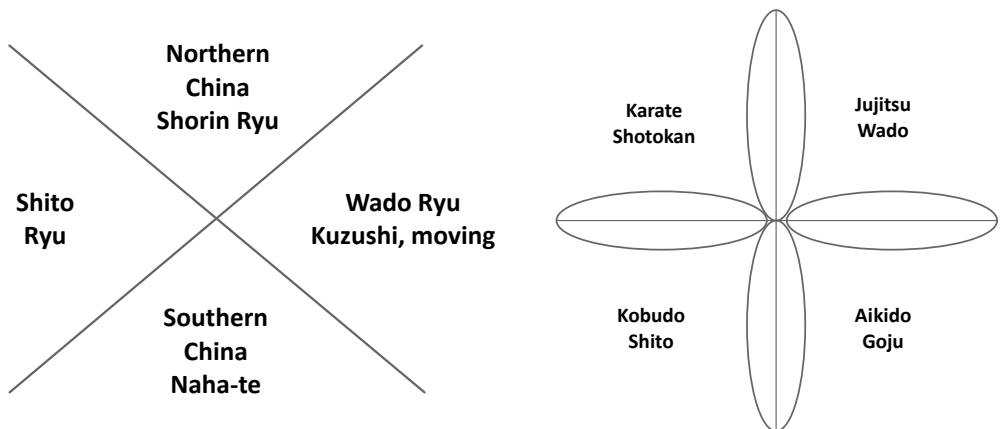 Northern
China
Shorin Ryu
Shito
Ryu
Wado Ryu
Kuzushi, moving
Southern
China
Naha-te
Karate
Shotokan
Jujitsu
Wado
Kobudo
Shito
Aikido
Goju